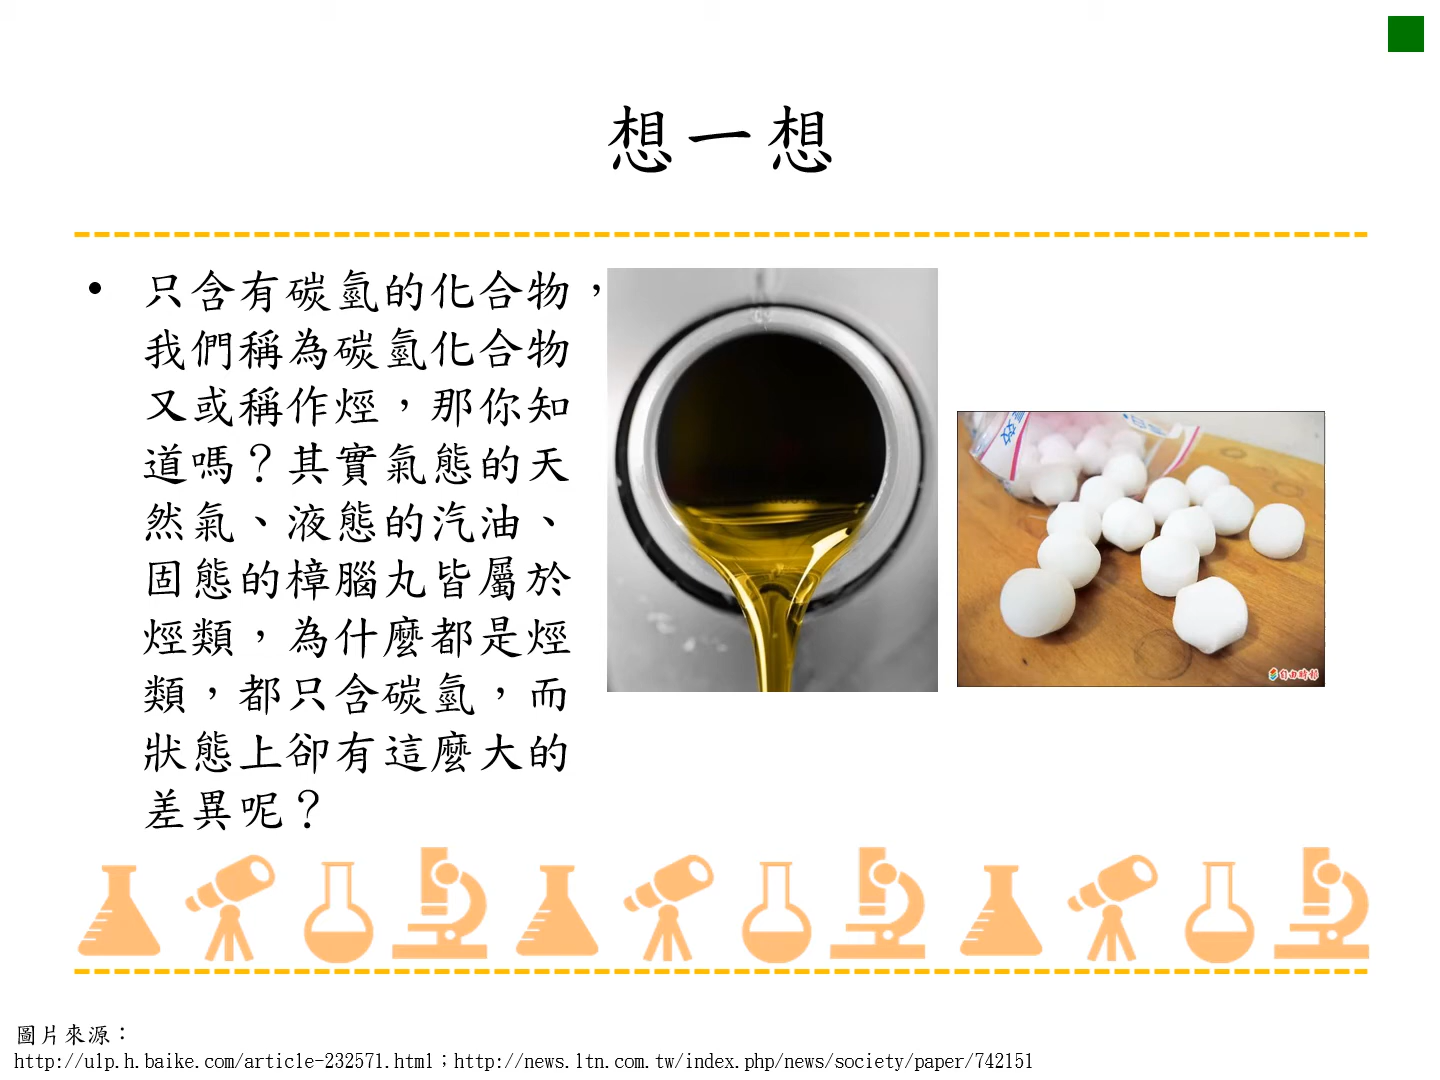 想一想
• 只含有碳氫的化合物，
我們稱為碳氫化合物
又或稱作烴，那你知
道嗎？其實氣態的天
然氣、液態的汽油、
固態的樟腦丸皆屬於
烴類，為什麼都是烴
類，都只含碳氫，而
狀態上卻有這麼大的
差異呢？
效
自由時報
圖片來源：
http://ulp.h.baike.com/article-232571.html；http://news.ltn.com.tw/index.php/news/society/paper/742151